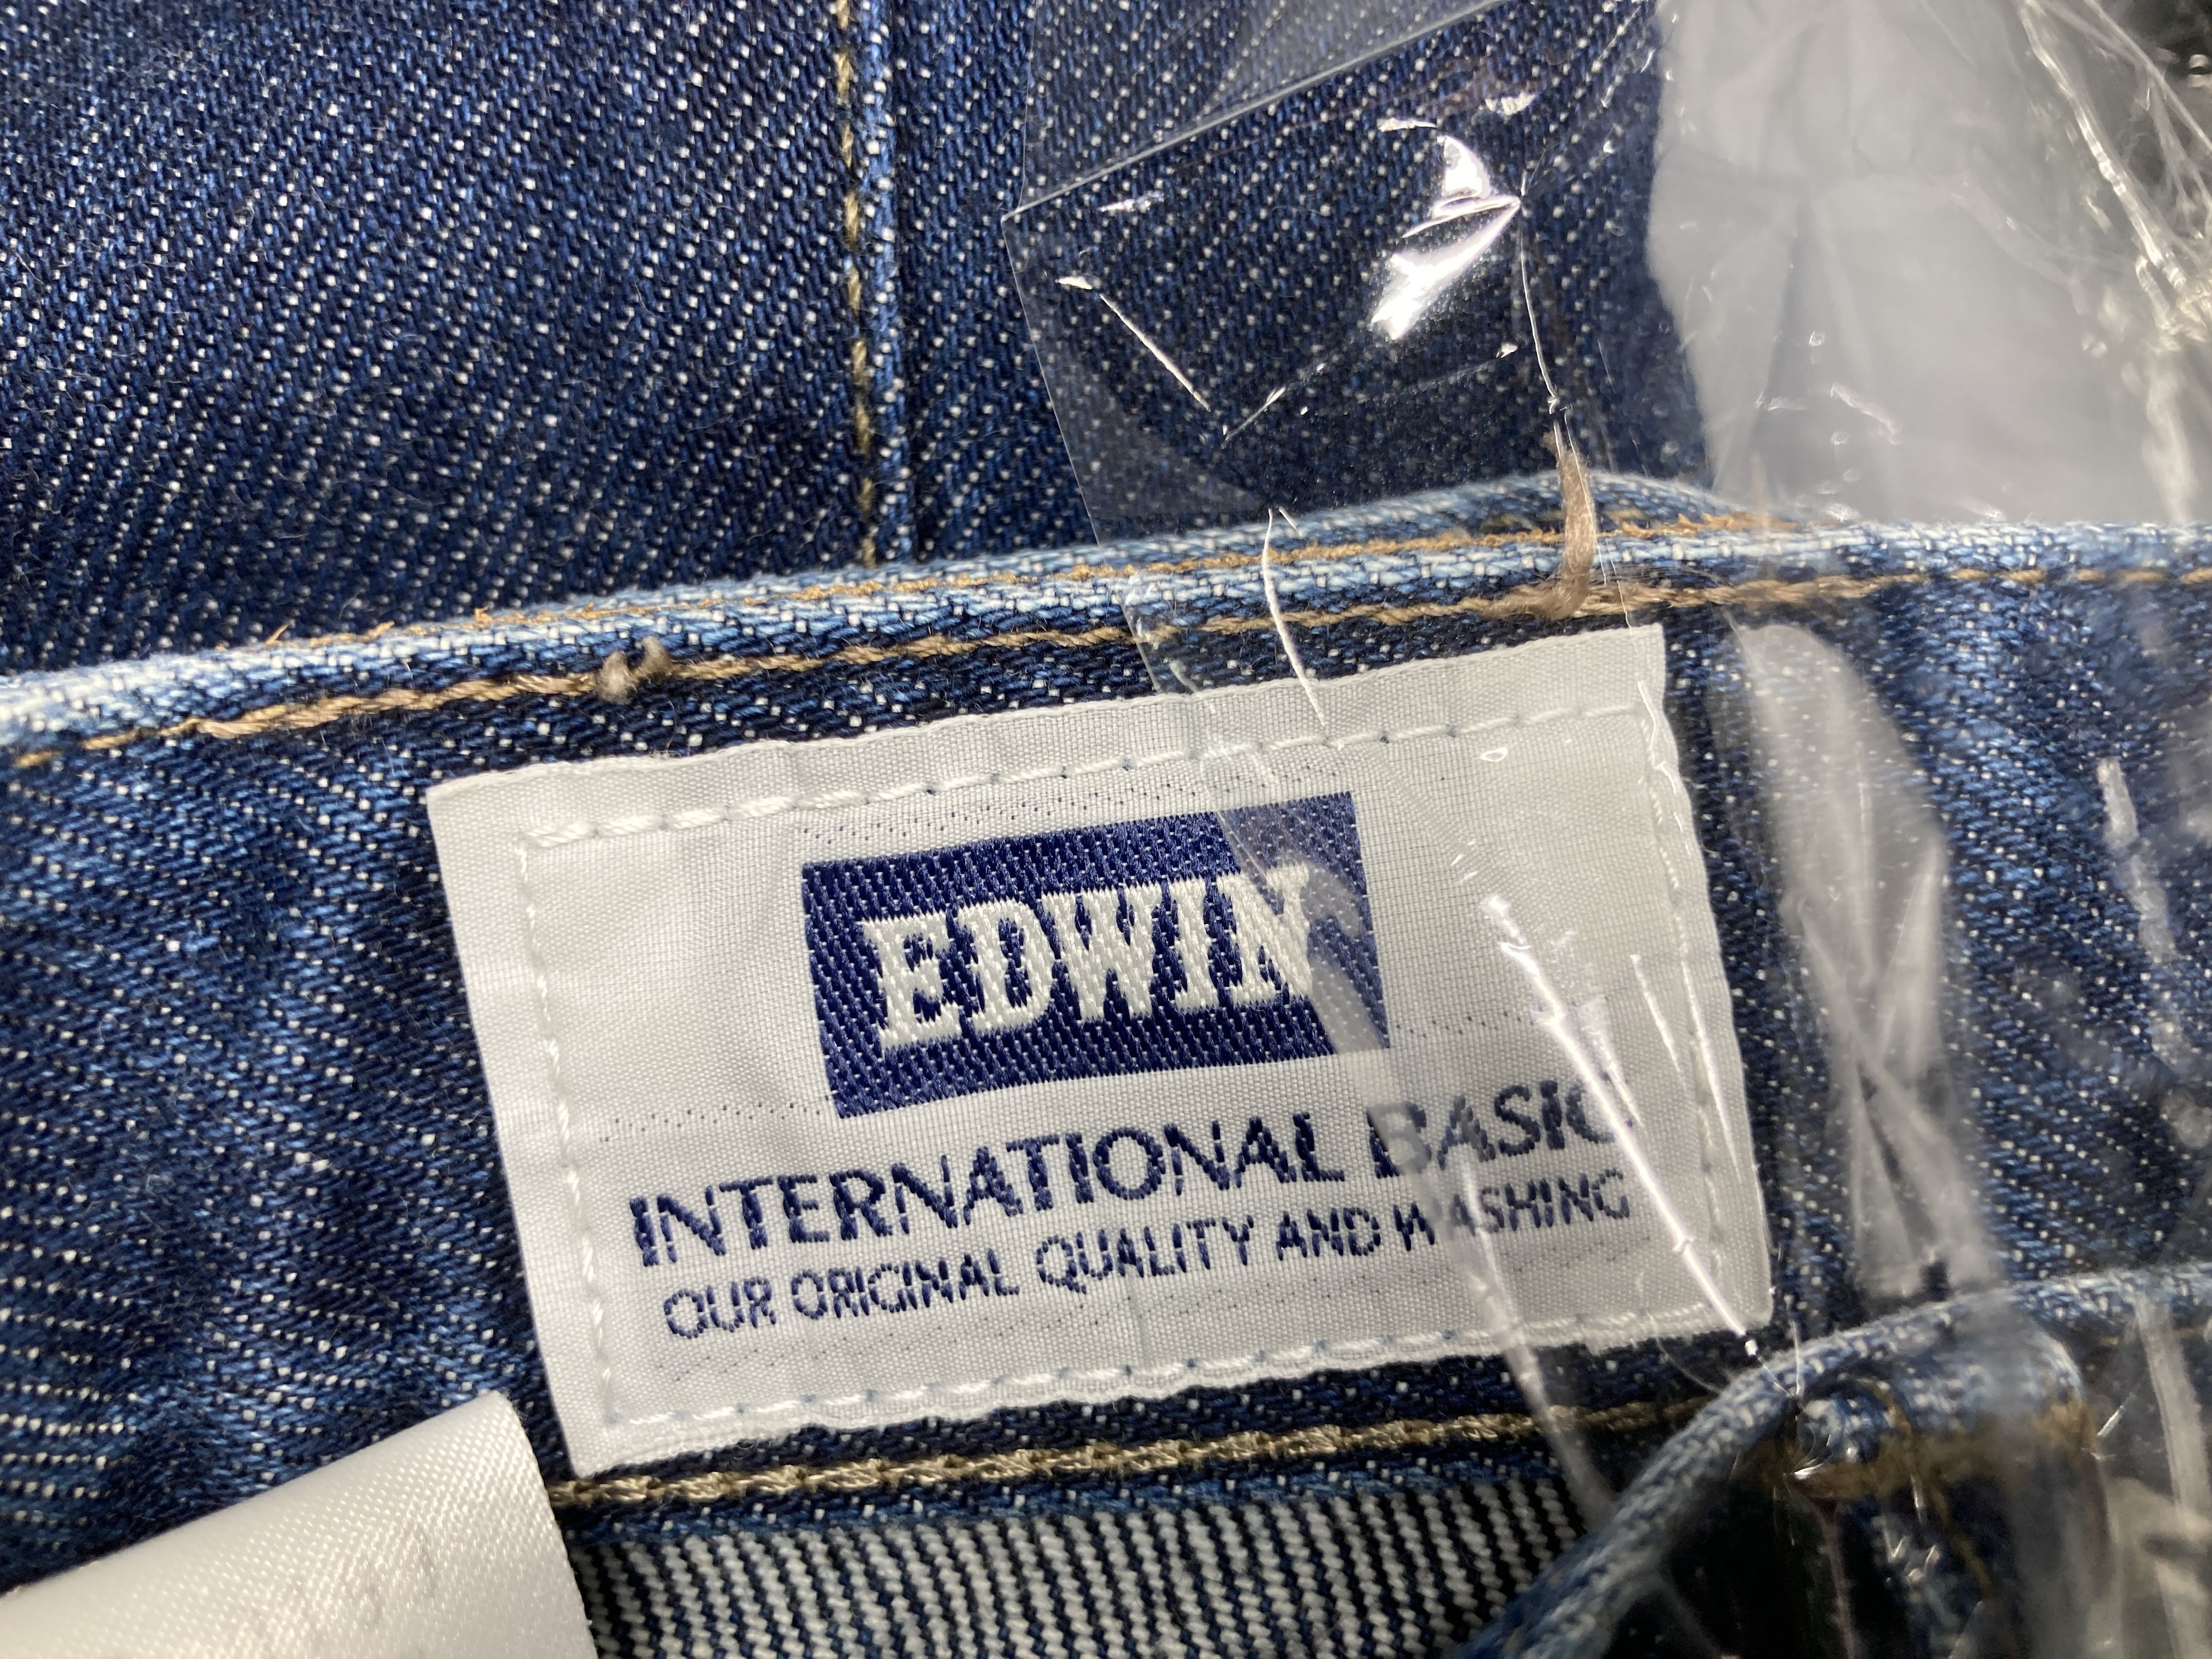 EDWIN
INTERNATIONAL BASIC
OUR ORIGINAL QUALITY AND WASHING